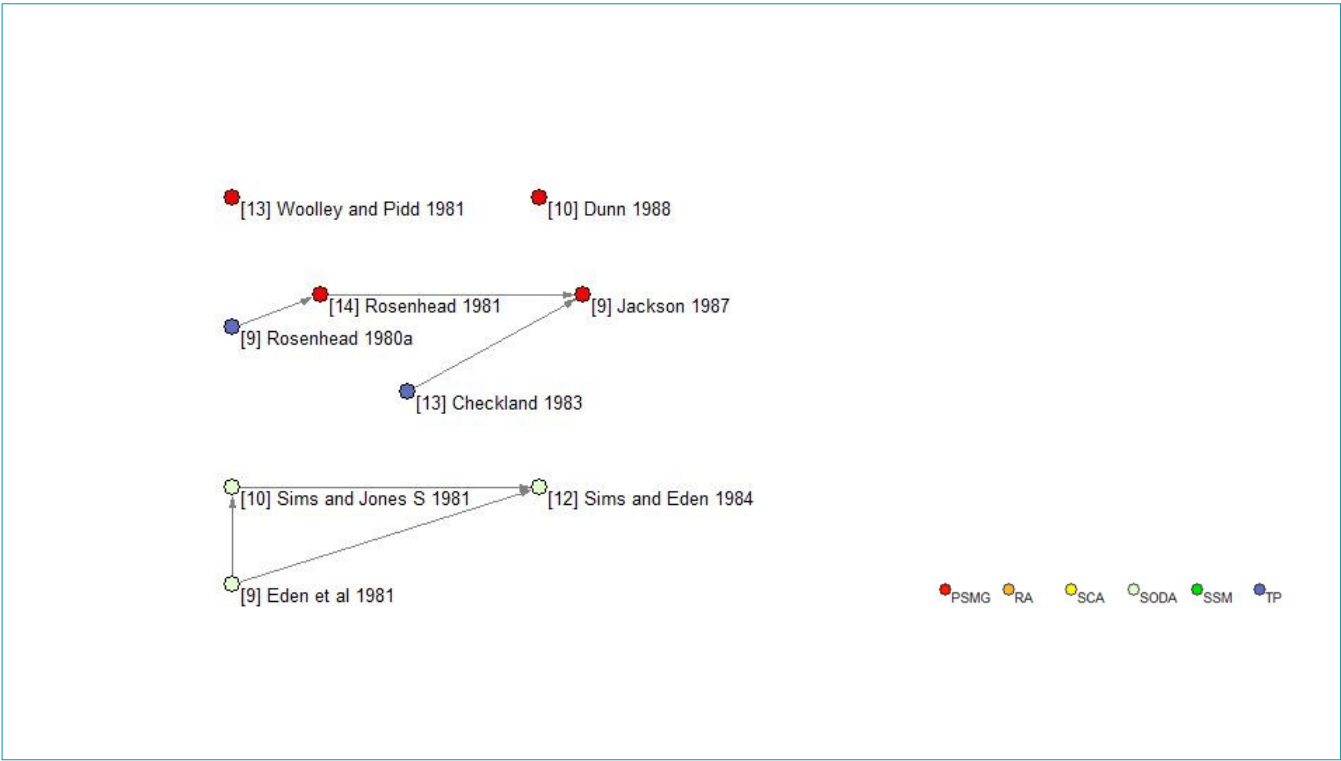 [13] Woolley and Pidd 1981
[10] Dunn 1988
[14] Rosenhead 1981
[9] Jackson 1987
[9] Rosenhead 1980a
[13] Checkland 1983
[10] Sims and Jones S 1981
[12] Sims and Eden 1984
[9] Eden et al 1981
PSMG
RA
SCA
SODA
SSM
TP